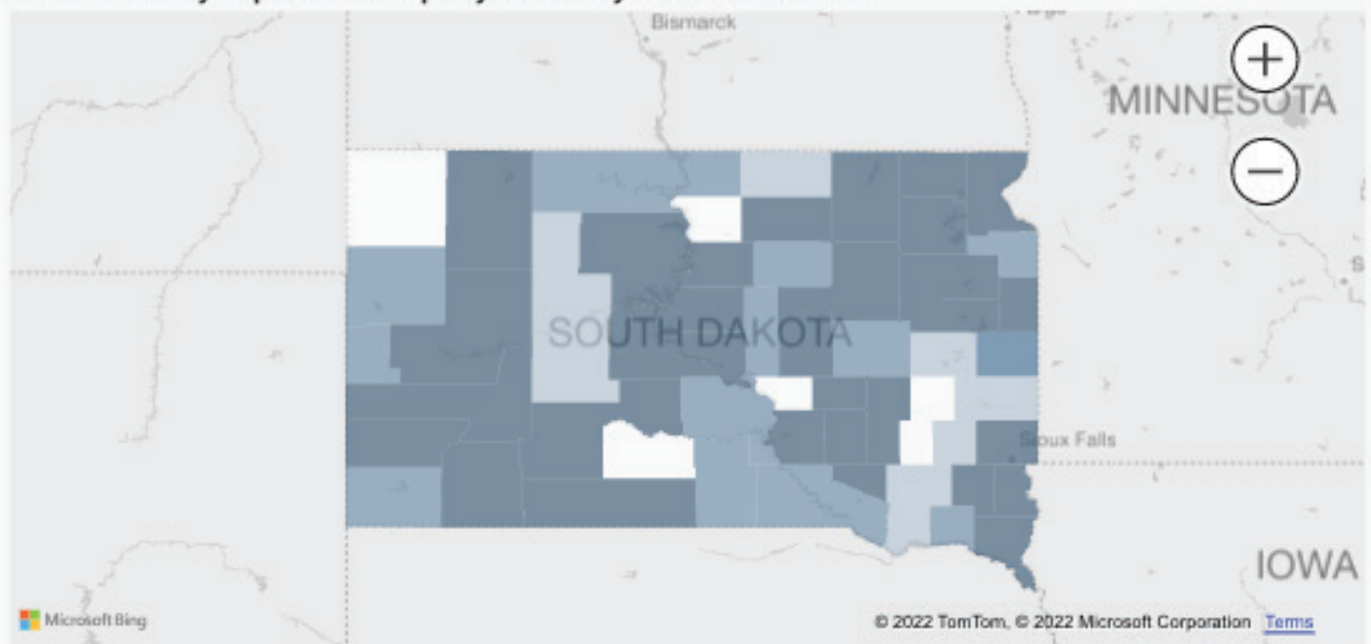 Bismarck
MINNESOTA
SOUTH DAKOTA
Sioux Falls
IOWA
Microsoft Bing
© 2022 TomTom, © 2022 Microsoft Corporation Terms